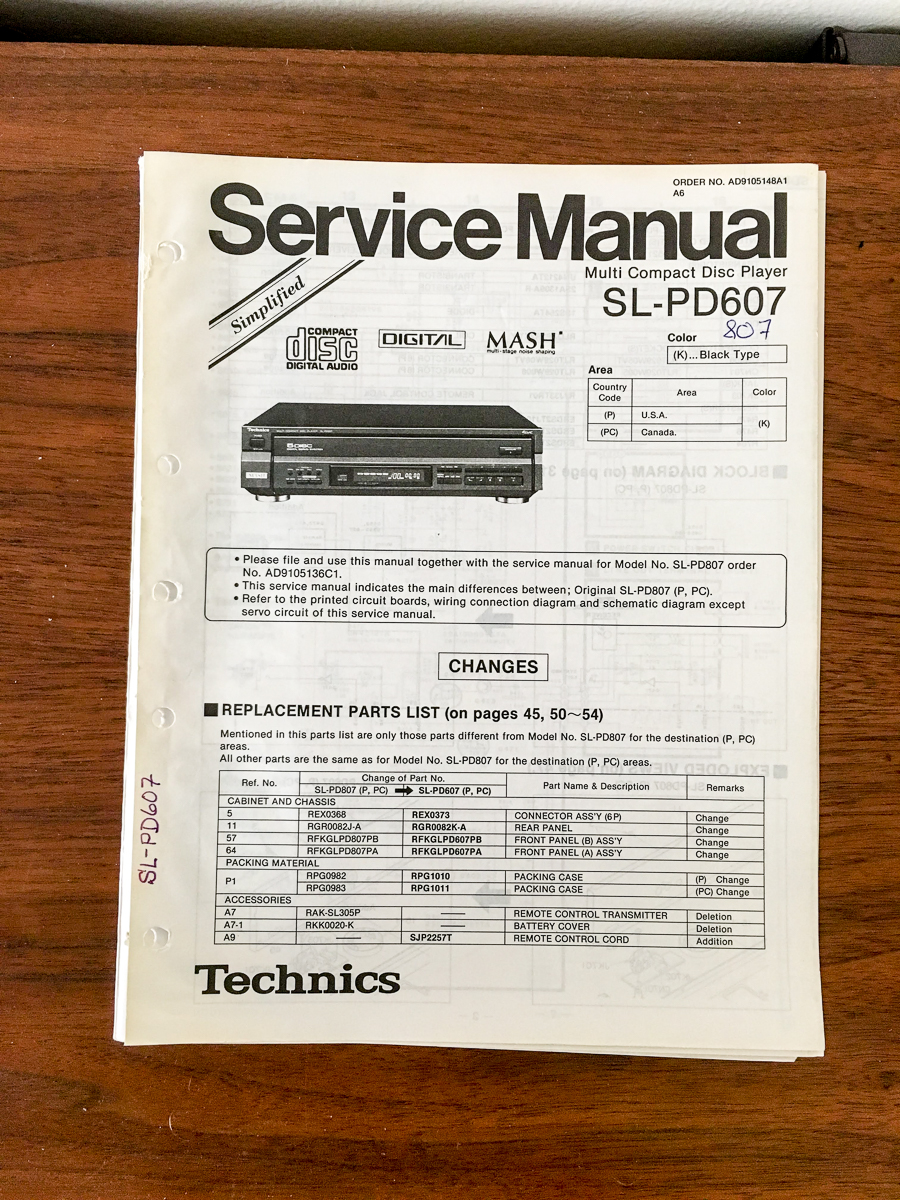 ORDER NO. AD9105148A1
A6
Service Manual
Simplified
Multi Compact Disc Player
SL-PD607
807
COMPACT
disc
DIGITAL AUDIO
DIGITAL
MASH
multi-stage noise shaping
Color
(K)...Black Type
Area
Country Code Area Color
(P) U.S.A. (K)
(PC) Canada.
Technics
5 DISC
• Please file and use this manual together with the service manual for Model No. SL-PD807 order
No. AD9105136C1.
• This service manual indicates the main differences between; Original SL-PD807 (P, PC).
• Refer to the printed circuit boards, wiring connection diagram and schematic diagram except
servo circuit of this service manual.
CHANGES
■ REPLACEMENT PARTS LIST (on pages 45, 50～54)
Mentioned in this parts list are only those parts different from Model No. SL-PD807 for the destination (P, PC)
areas.
All other parts are the same as for Model No. SL-PD807 for the destination (P, PC) areas.
Ref. No. Change of Part No. Part Name & Description Remarks
SL-PD807 (P, PC) ➡ SL-PD607 (P, PC)
CABINET AND CHASSIS
5 REX0368 REX0373 CONNECTOR ASS'Y (6P) Change
11 RGR0082J-A RGR0082K-A REAR PANEL Change
57 RFKGLPD807PB RFKGLPD607PB FRONT PANEL (B) ASS'Y Change
64 RFKGLPD807PA RFKGLPD607PA FRONT PANEL (A) ASS'Y Change
PACKING MATERIAL
P1 RPG0982 RPG1010 PACKING CASE (P) Change
RPG0983 RPG1011 PACKING CASE (PC) Change
ACCESSORIES
A7 RAK-SL305P —— REMOTE CONTROL TRANSMITTER Deletion
A7-1 RKK0020-K —— BATTERY COVER Deletion
A9 —— SJP2257T REMOTE CONTROL CORD Addition
Technics
SL-PD607